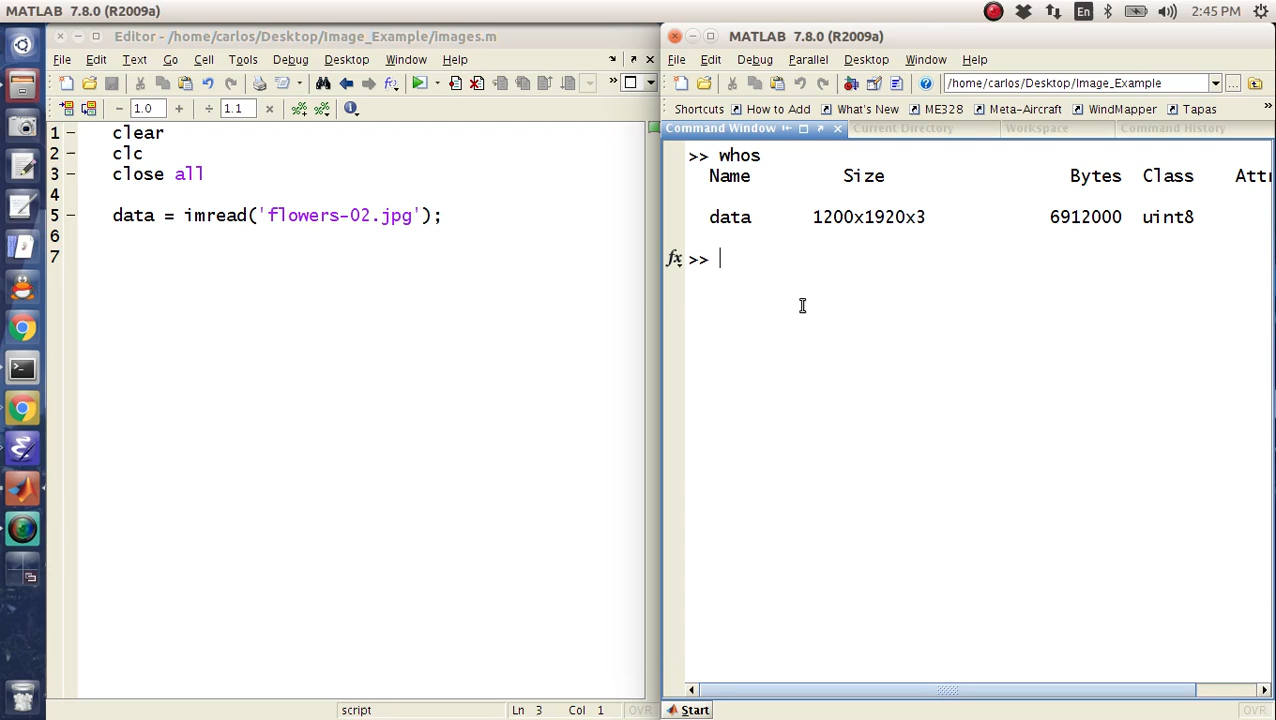 MATLAB 7.8.0 (R2009a)
En
2:45 PM
Editor - /home/carlos/Desktop/Image_Example/images.m
File Edit Text Go Cell Tools Debug Desktop Window Help
1.0
1.1
1 clear
2 clc
3 close all
4
5 data = imread('flowers-02.jpg');
6
7
script
Ln 3 Col 1 OVR
MATLAB 7.8.0 (R2009a)
File Edit Debug Parallel Desktop Window Help
/home/carlos/Desktop/Image_Example
Shortcuts How to Add What's New ME328 Meta-Aircraft WindMapper Tapas
Command Window Current Directory Workspace Command History
>> whos
Name Size Bytes Class Attr
data 1200x1920x3 6912000 uint8
fx >>
Start
OVR